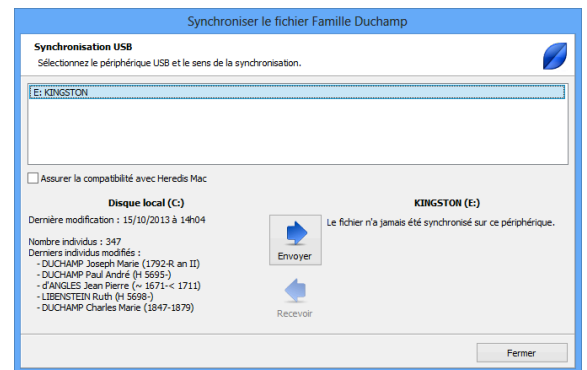 Synchroniser le fichier Famille Duchamp
Synchronisation USB
Sélectionnez le périphérique USB et le sens de la synchronisation.
E: KINGSTON
Assurer la compatibilité avec Heredis Mac
Disque local (C:)
Dernière modification : 15/10/2013 à 14h04
Nombre individus : 347
Derniers individus modifiés :
- DUCHAMP Joseph Marie (1792-R an II)
- DUCHAMP Paul André (H 5695-)
- d'ANGLES Jean Pierre (~ 1671-< 1711)
- LIBENSTEIN Ruth (H 5698-)
- DUCHAMP Charles Marie (1847-1879)
Envoyer
Recevoir
KINGSTON (E:)
Le fichier n'a jamais été synchronisé sur ce périphérique.
Fermer